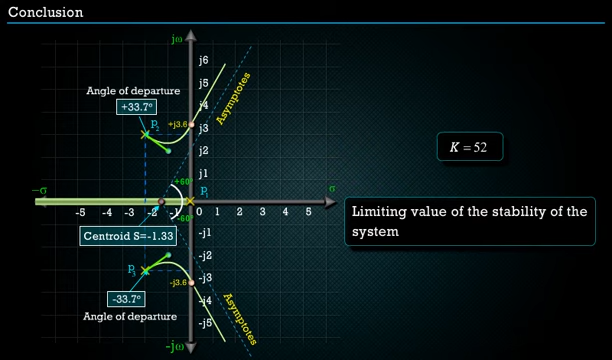 Conclusion
jω
j6
j5
Angle of departure
j4
+33.7°
Asymptotes
P2
+j3.6
j3
j2
j1
+60°
P1
-σ
σ
-5 -4 -3 -2 -1 0 1 2 3 4 5
-60°
Centroid S=-1.33
-j1
-j2
P3
-j3
-j3.6
-33.7°
-j4
Asymptotes
Angle of departure
-j5
-jω
K = 52
Limiting value of the stability of the
system